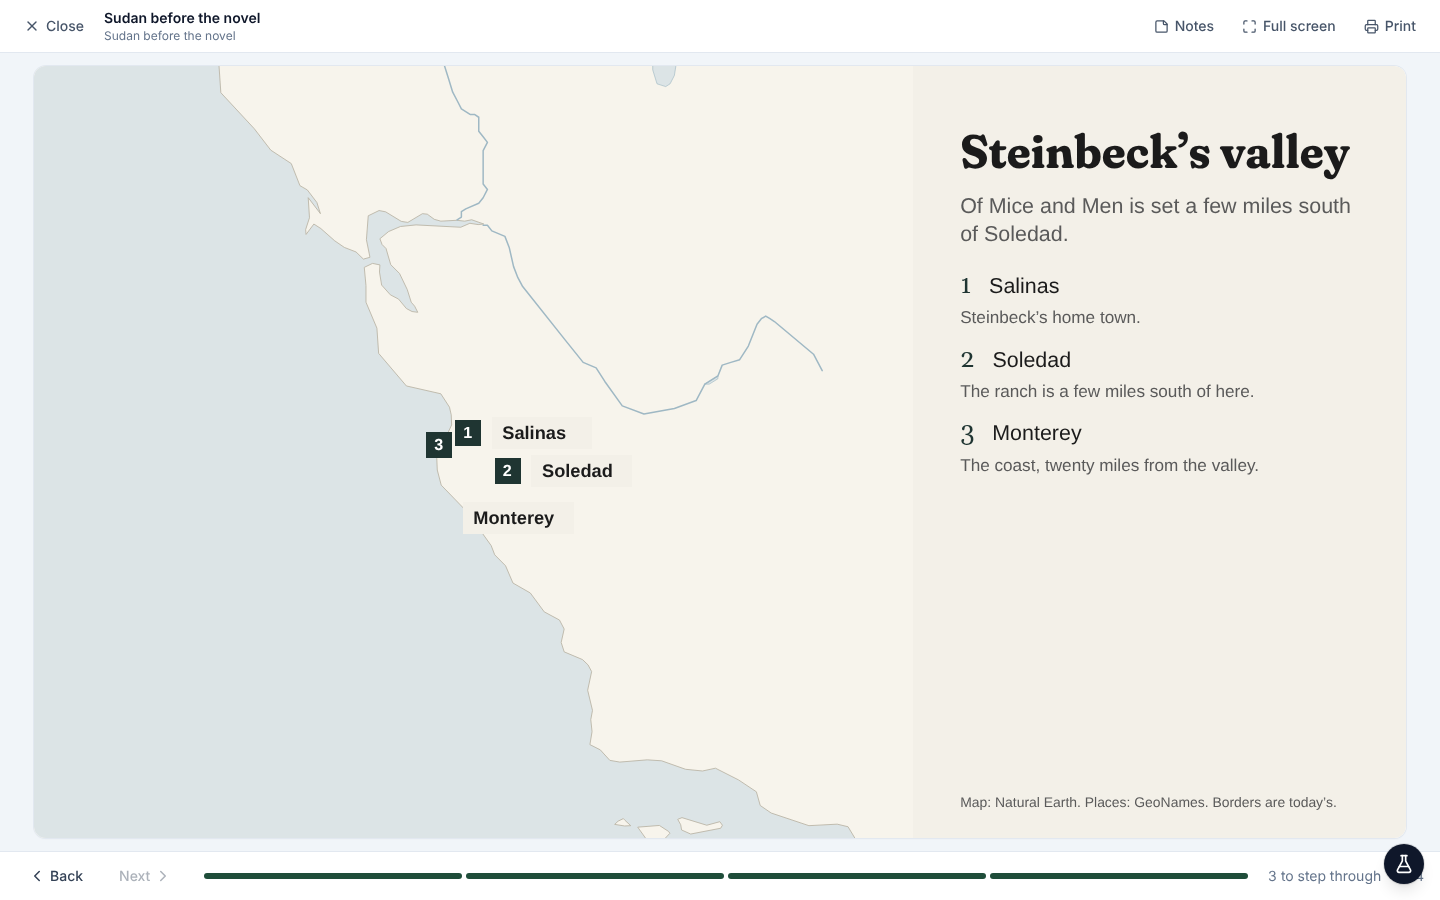 Close
Sudan before the novel
Sudan before the novel
Notes
Full screen
Print
Steinbeck’s valley
Of Mice and Men is set a few miles south
of Soledad.
1 Salinas
Steinbeck’s home town.
2 Soledad
The ranch is a few miles south of here.
3 Monterey
The coast, twenty miles from the valley.
1 Salinas
3
2 Soledad
Monterey
Map: Natural Earth. Places: GeoNames. Borders are today’s.
Back
Next
3 to step through